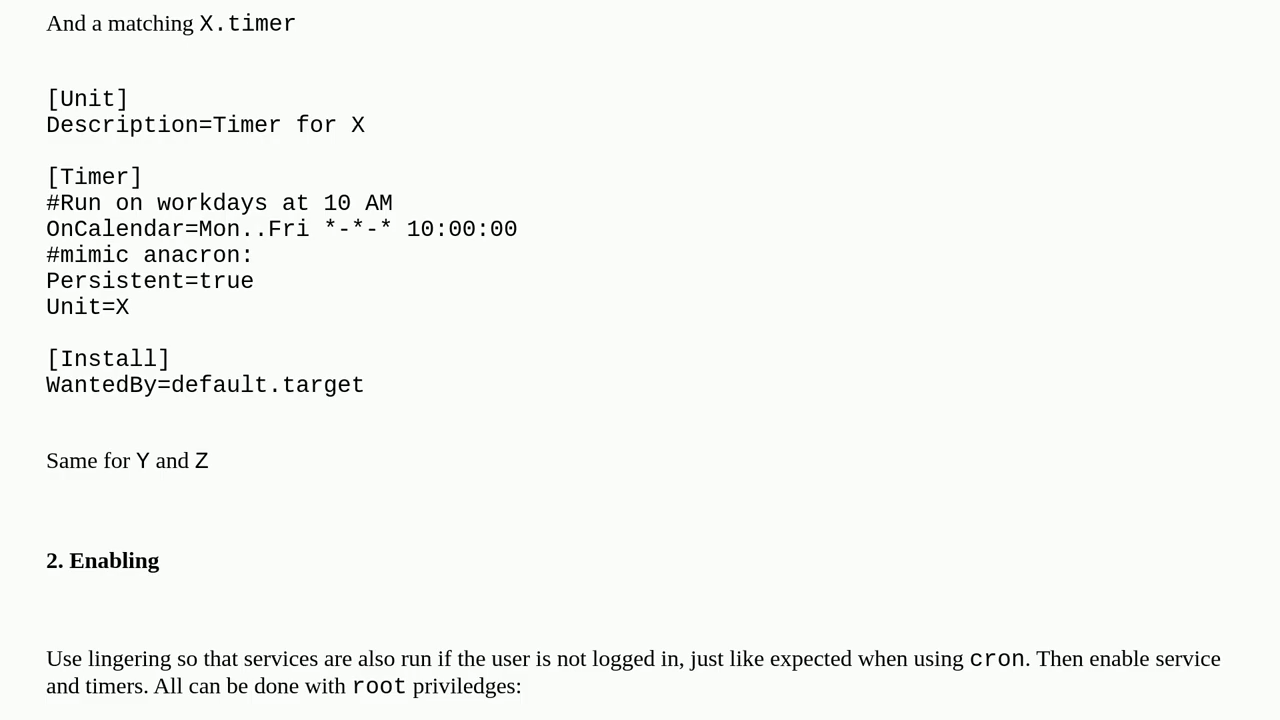 And a matching X.timer
[Unit]
Description=Timer for X
[Timer]
#Run on workdays at 10 AM
OnCalendar=Mon..Fri *-*-* 10:00:00
#mimic anacron:
Persistent=true
Unit=X
[Install]
WantedBy=default.target
Same for Y and Z
2. Enabling
Use lingering so that services are also run if the user is not logged in, just like expected when using cron. Then enable service
and timers. All can be done with root priviledges: